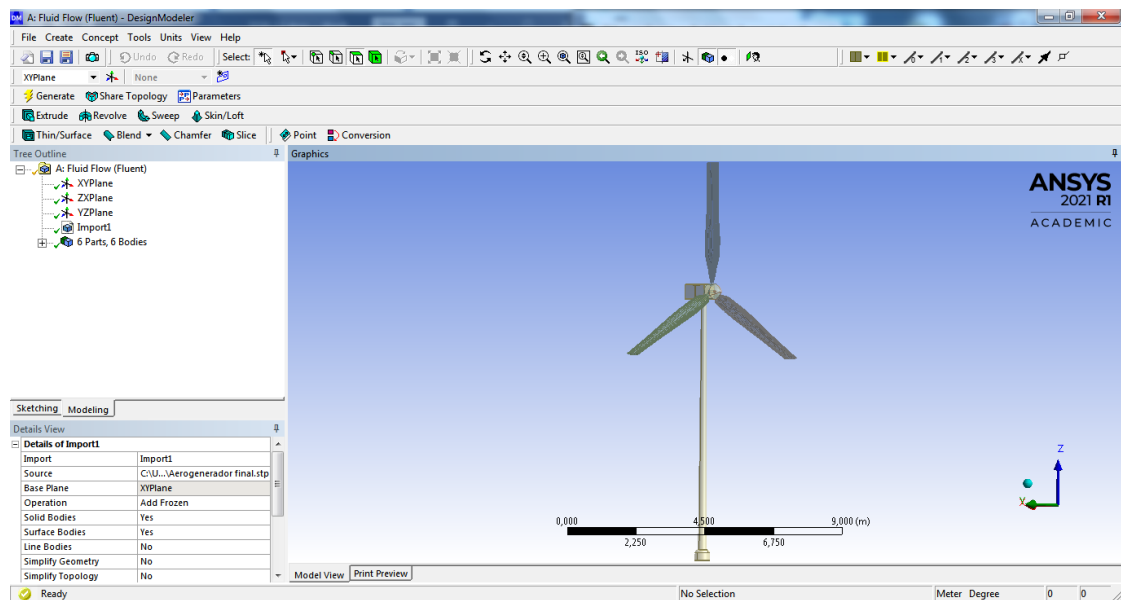 A: Fluid Flow (Fluent) - DesignModeler
File Create Concept Tools Units View Help
Undo Redo Select: ISO
XYPlane None
Generate Share Topology Parameters
Extrude Revolve Sweep Skin/Loft
Thin/Surface Blend Chamfer Slice Point Conversion
Tree Outline
A: Fluid Flow (Fluent)
XYPlane
ZXPlane
YZPlane
Import1
6 Parts, 6 Bodies
Sketching Modeling
Details View
Details of Import1
Import Import1
Source C:\U...\Aerogenerador final.stp
Base Plane XYPlane
Operation Add Frozen
Solid Bodies Yes
Surface Bodies Yes
Line Bodies No
Simplify Geometry No
Simplify Topology No
Graphics
ANSYS
2021 R1
ACADEMIC
Z
X
0,000 4,500 9,000 (m)
2,250 6,750
Model View Print Preview
Ready No Selection Meter Degree 0 0